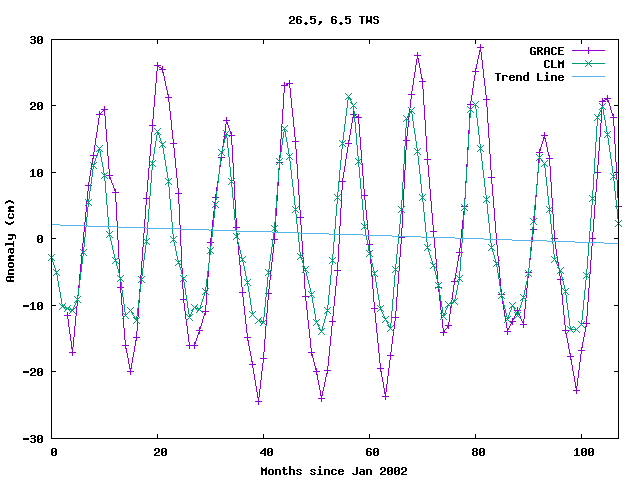 26.5, 6.5 TWS
30
GRACE
CLM
Trend Line
20
10
0
-10
-20
-30
Anomaly (cm)
0 20 40 60 80 100
Months since Jan 2002